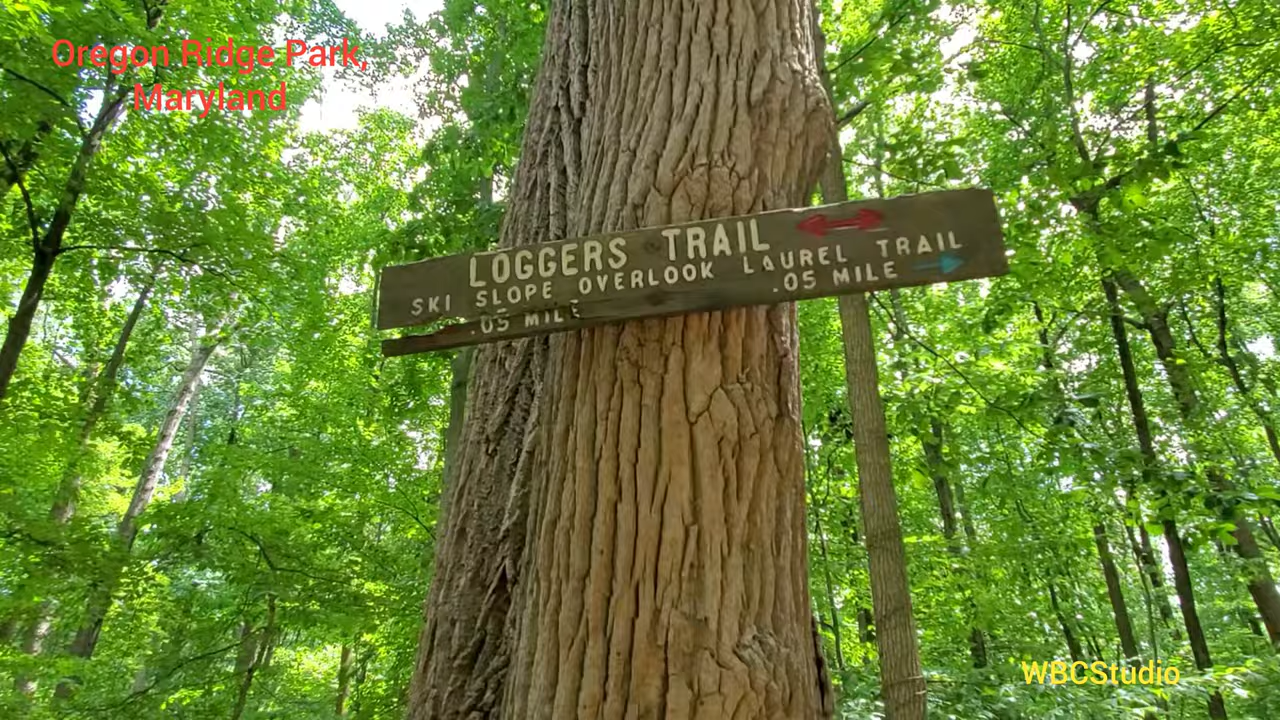 Oregon Ridge Park,
Maryland
LOGGERS TRAIL
SKI SLOPE OVERLOOK LAUREL TRAIL
.05 MILE .05 MILE
WBCStudio